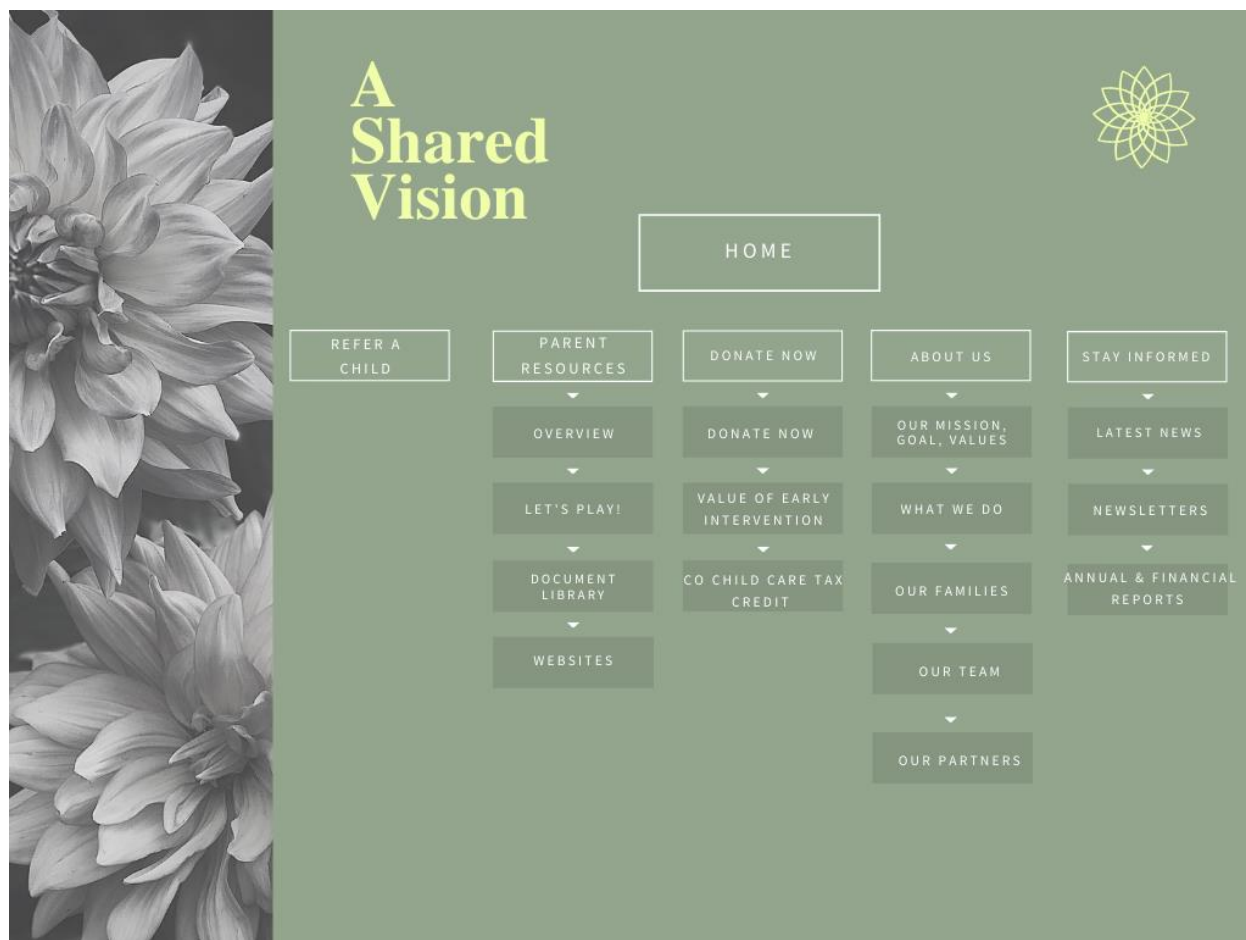 A
Shared
Vision
HOME
REFER A
CHILD
PARENT
RESOURCES
OVERVIEW
LET'S PLAY!
DOCUMENT
LIBRARY
WEBSITES
DONATE NOW
DONATE NOW
VALUE OF EARLY
INTERVENTION
CO CHILD CARE TAX
CREDIT
ABOUT US
OUR MISSION,
GOAL, VALUES
WHAT WE DO
OUR FAMILIES
OUR TEAM
OUR PARTNERS
STAY INFORMED
LATEST NEWS
NEWSLETTERS
ANNUAL & FINANCIAL
REPORTS